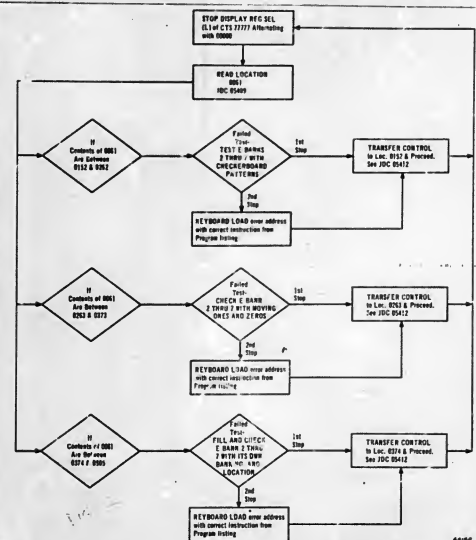 STOP DISPLAY REG SEL
(L) of CTS 77777 Alternating
with 00000
READ LOCATION
0061
JDC 05409
If
Contents of 0061
Are Between
0152 & 0262
Failed
Test-
TEST E BANKS
2 THRU 7 WITH
CHECKERBOARD
PATTERNS
1st
Stop
TRANSFER CONTROL
to Loc. 0152 & Proceed.
See JDC 05412
2nd
Stop
KEYBOARD LOAD error address
with correct instruction from
Program listing
If
Contents of 0061
Are Between
0263 & 0373
Failed
Test-
CHECK E BANK
2 THRU 7 WITH MOVING
ONES AND ZEROS
1st
Stop
TRANSFER CONTROL
to Loc. 0263 & Proceed.
See JDC 05412
2nd
Stop
KEYBOARD LOAD error address
with correct instruction from
Program listing
If
Contents of 0061
Are Between
0374 & 0505
Failed
Test-
FILL AND CHECK
E BANK 2 THRU
7 WITH ITS OWN
BANK NO. AND
LOCATION
1st
Stop
TRANSFER CONTROL
to Loc. 0374 & Proceed.
See JDC 05412
2nd
Stop
KEYBOARD LOAD error address
with correct instruction from
Program listing